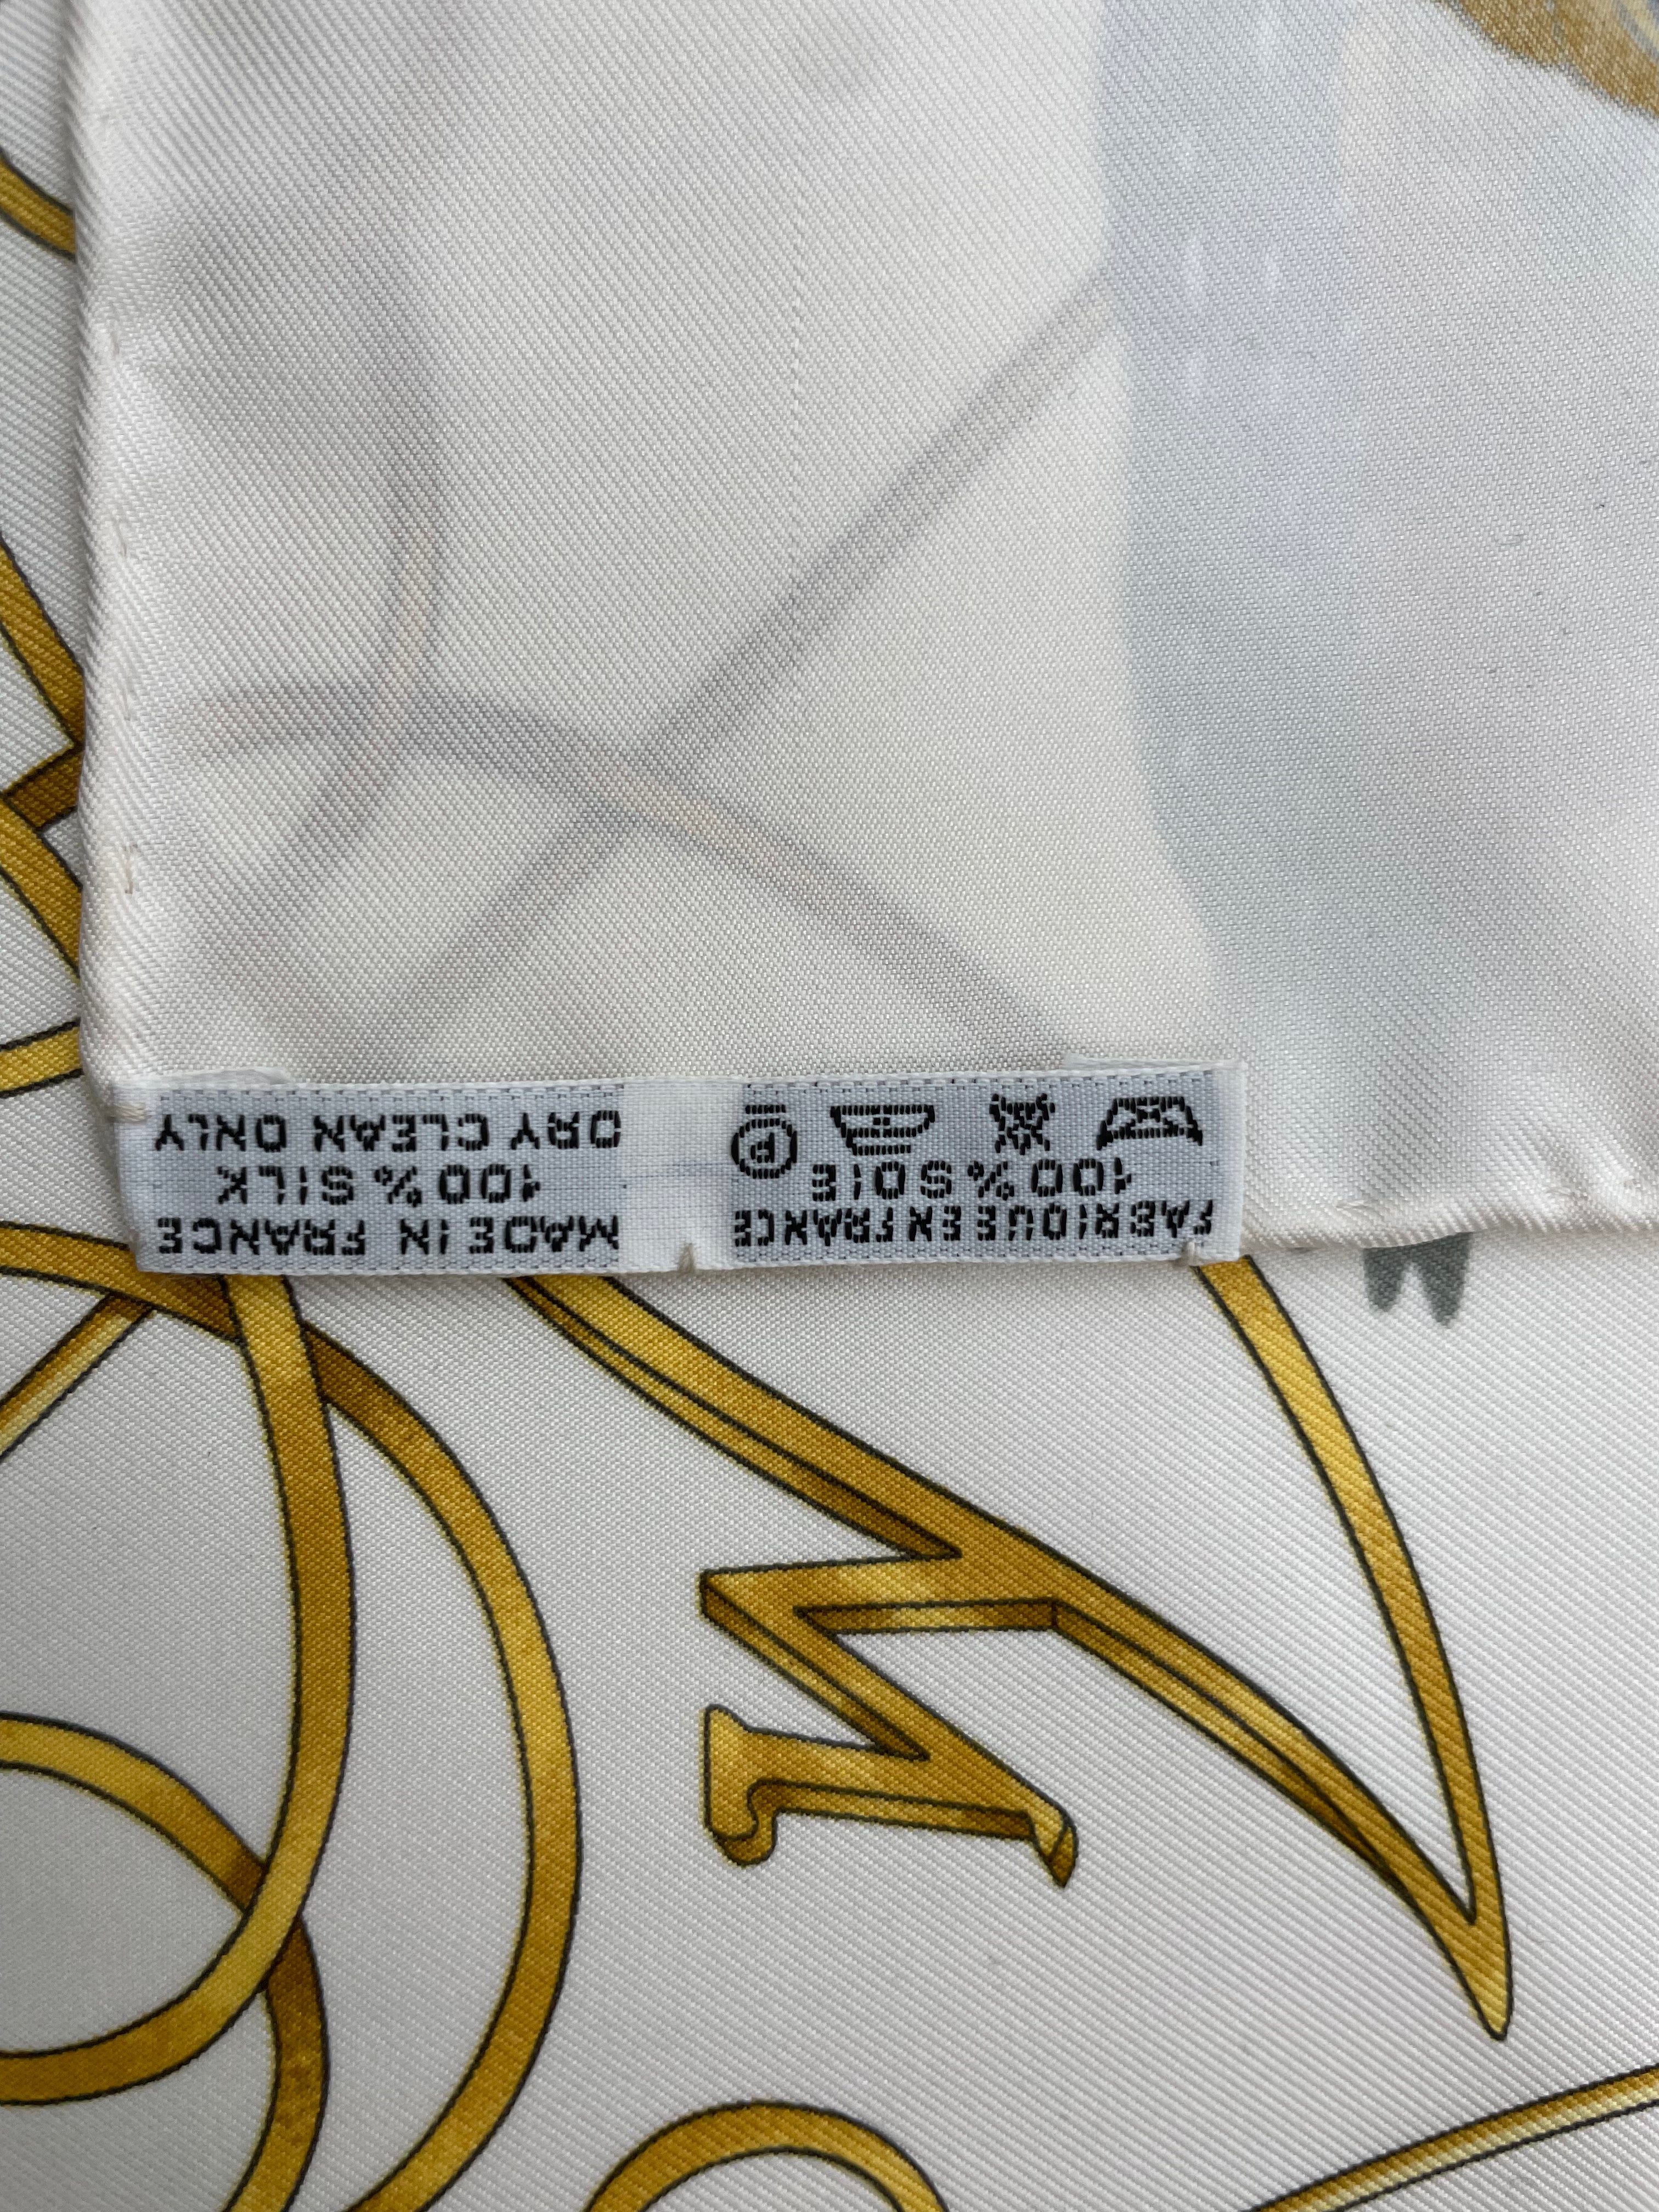 FABRIQUE EN FRANCE
100% SOIE
P
MADE IN FRANCE
100% SILK
DRY CLEAN ONLY